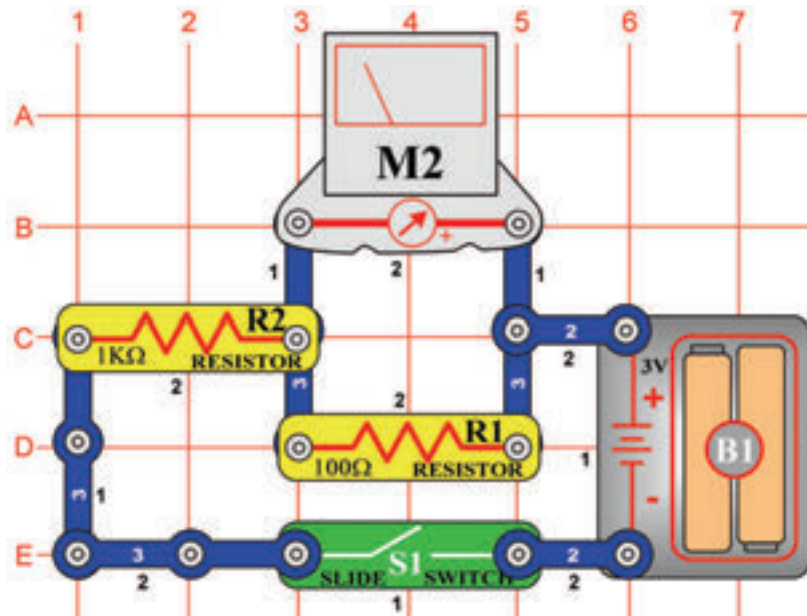 1 2 3 4 5 6 7
A
M2
B
+
1 2 1
R2
C
2
1KΩ RESISTOR
2
3
2
3
2
3V
+
R1
D
100Ω RESISTOR
1
B1
-
3 1
E
3
S1
2
SLIDE SWITCH
2
1
2